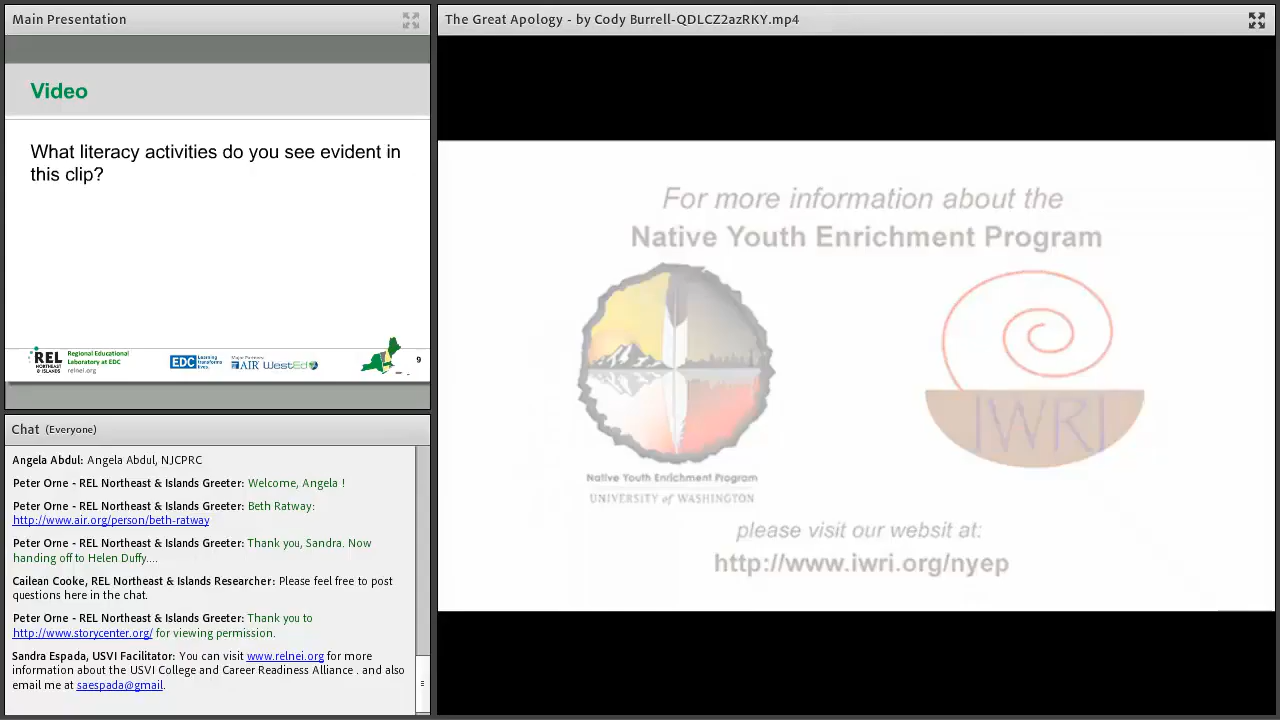 Main Presentation
Video
What literacy activities do you see evident in
this clip?
REL
NORTHEAST
& ISLANDS
Regional Educational
Laboratory at EDC
relnei.org
EDC
Learning
transforms
lives.
Major Partners:
AIR WestEd
9
Chat (Everyone)
Angela Abdul: Angela Abdul, NJCPRC
Peter Orne - REL Northeast & Islands Greeter: Welcome, Angela !
Peter Orne - REL Northeast & Islands Greeter: Beth Ratway:
http://www.air.org/person/beth-ratway
Peter Orne - REL Northeast & Islands Greeter: Thank you, Sandra. Now
handing off to Helen Duffy...
Cailean Cooke, REL Northeast & Islands Researcher: Please feel free to post
questions here in the chat.
Peter Orne - REL Northeast & Islands Greeter: Thank you to
http://www.storycenter.org/ for viewing permission.
Sandra Espada, USVI Facilitator: You can visit www.relnei.org for more
information about the USVI College and Career Readiness Alliance . and also
email me at saespada@gmail.
The Great Apology - by Cody Burrell-QDLCZ2azRKY.mp4
For more information about the
Native Youth Enrichment Program
Native Youth Enrichment Program
UNIVERSITY of WASHINGTON
IWRI
please visit our websit at:
http://www.iwri.org/nyep